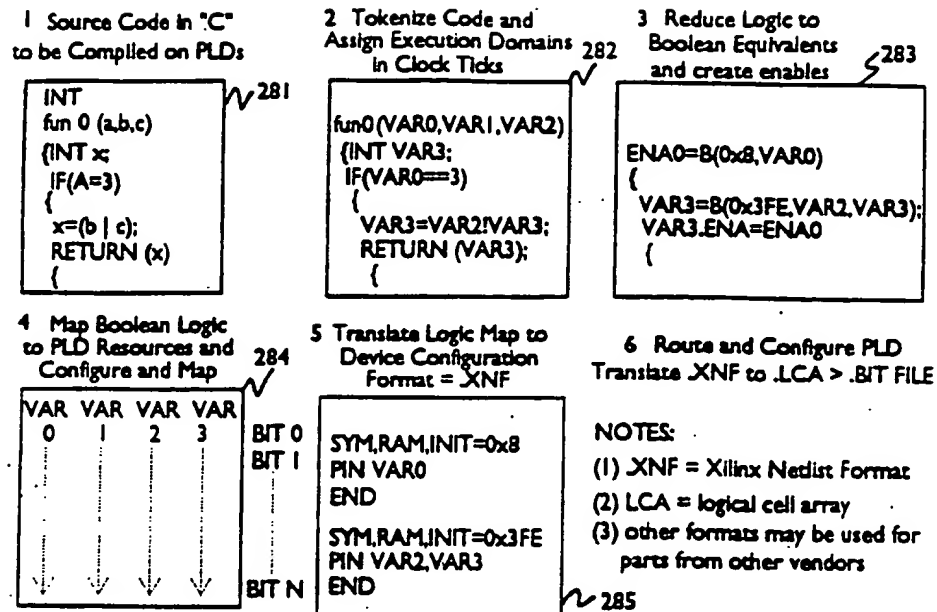 1 Source Code in "C"
to be Compiled on PLDs
281
INT
fun 0 (a,b,c)
{INT x;
IF(A=3)
{
x=(b | c);
RETURN (x)
{
2 Tokenize Code and
Assign Execution Domains
in Clock Ticks
282
fun0(VAR0,VAR1,VAR2)
{INT VAR3;
IF(VAR0==3)
{
VAR3=VAR2!VAR3;
RETURN (VAR3);
{
3 Reduce Logic to
Boolean Equivalents
and create enables
283
ENA0=B(0x8,VAR0)
{
VAR3=B(0x3FE,VAR2,VAR3);
VAR3.ENA=ENA0
{
4 Map Boolean Logic
to PLD Resources and
Configure and Map
284
VAR VAR VAR VAR
0 1 2 3
BIT 0
BIT 1
BIT N
5 Translate Logic Map to
Device Configuration
Format = .XNF
SYM,RAM,INIT=0x8
PIN VAR0
END
SYM,RAM,INIT=0x3FE
PIN VAR2,VAR3
END
285
6 Route and Configure PLD
Translate .XNF to .LCA > .BIT FILE
NOTES:
(1) .XNF = Xilinx Netlist Format
(2) LCA = logical cell array
(3) other formats may be used for
parts from other vendors